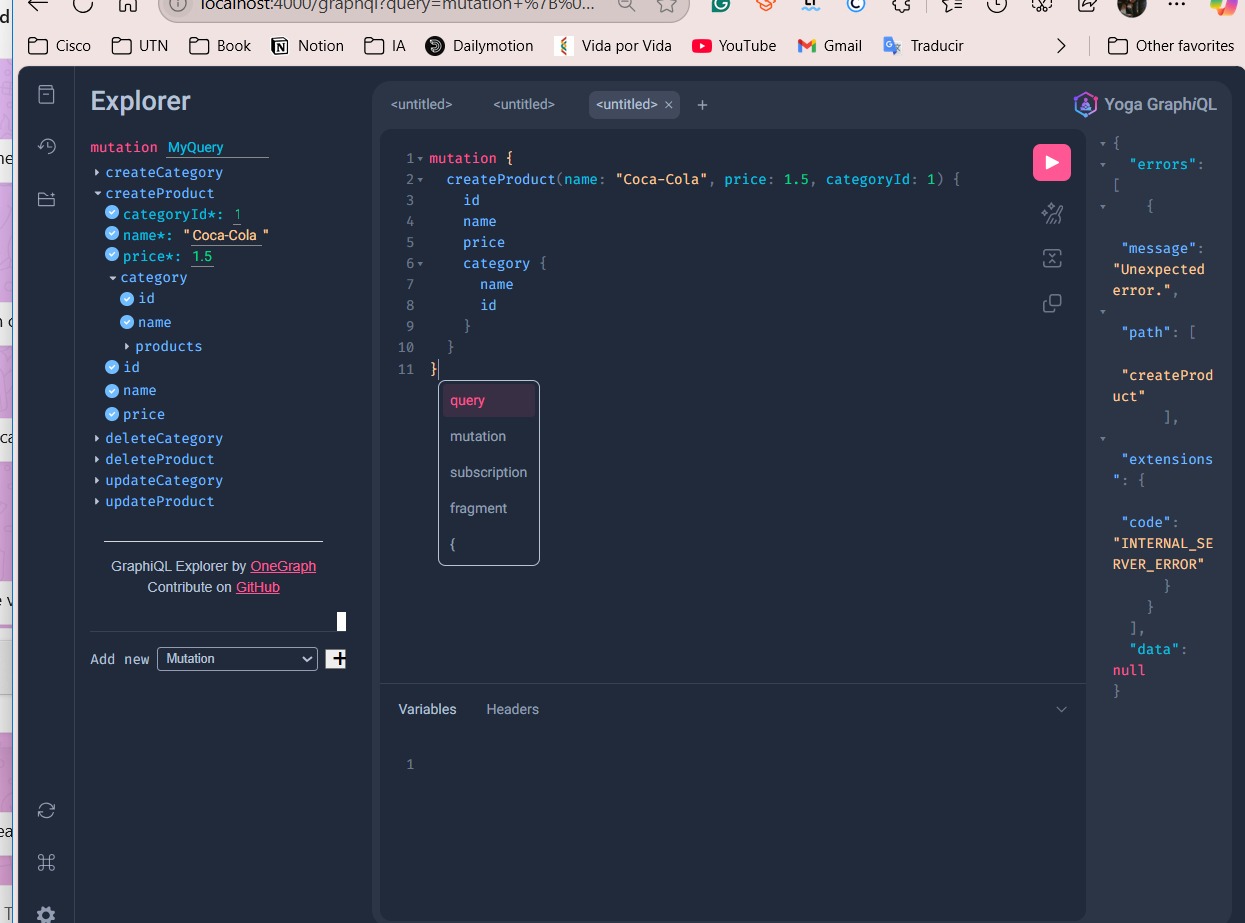 localhost:4000/graphql?query=mutation+%7B%0...
Cisco UTN Book Notion IA Dailymotion Vida por Vida YouTube Gmail Traducir Other favorites
Explorer
mutation MyQuery
createCategory
createProduct
categoryId*: 1
name*: "Coca-Cola"
price*: 1.5
category
id
name
products
id
name
price
deleteCategory
deleteProduct
updateCategory
updateProduct
GraphiQL Explorer by OneGraph
Contribute on GitHub
Add new Mutation +
<untitled> <untitled> <untitled> × +
Yoga GraphiQL
1 mutation {
2 createProduct(name: "Coca-Cola", price: 1.5, categoryId: 1) {
3 id
4 name
5 price
6 category {
7 name
8 id
9 }
10 }
11 }
query
mutation
subscription
fragment
{
Variables Headers
1
{
"errors":
[
{
"message":
"Unexpected
error.",
"path": [
"createProd
uct"
],
"extensions
": {
"code":
"INTERNAL_SE
RVER_ERROR"
}
}
],
"data":
null
}